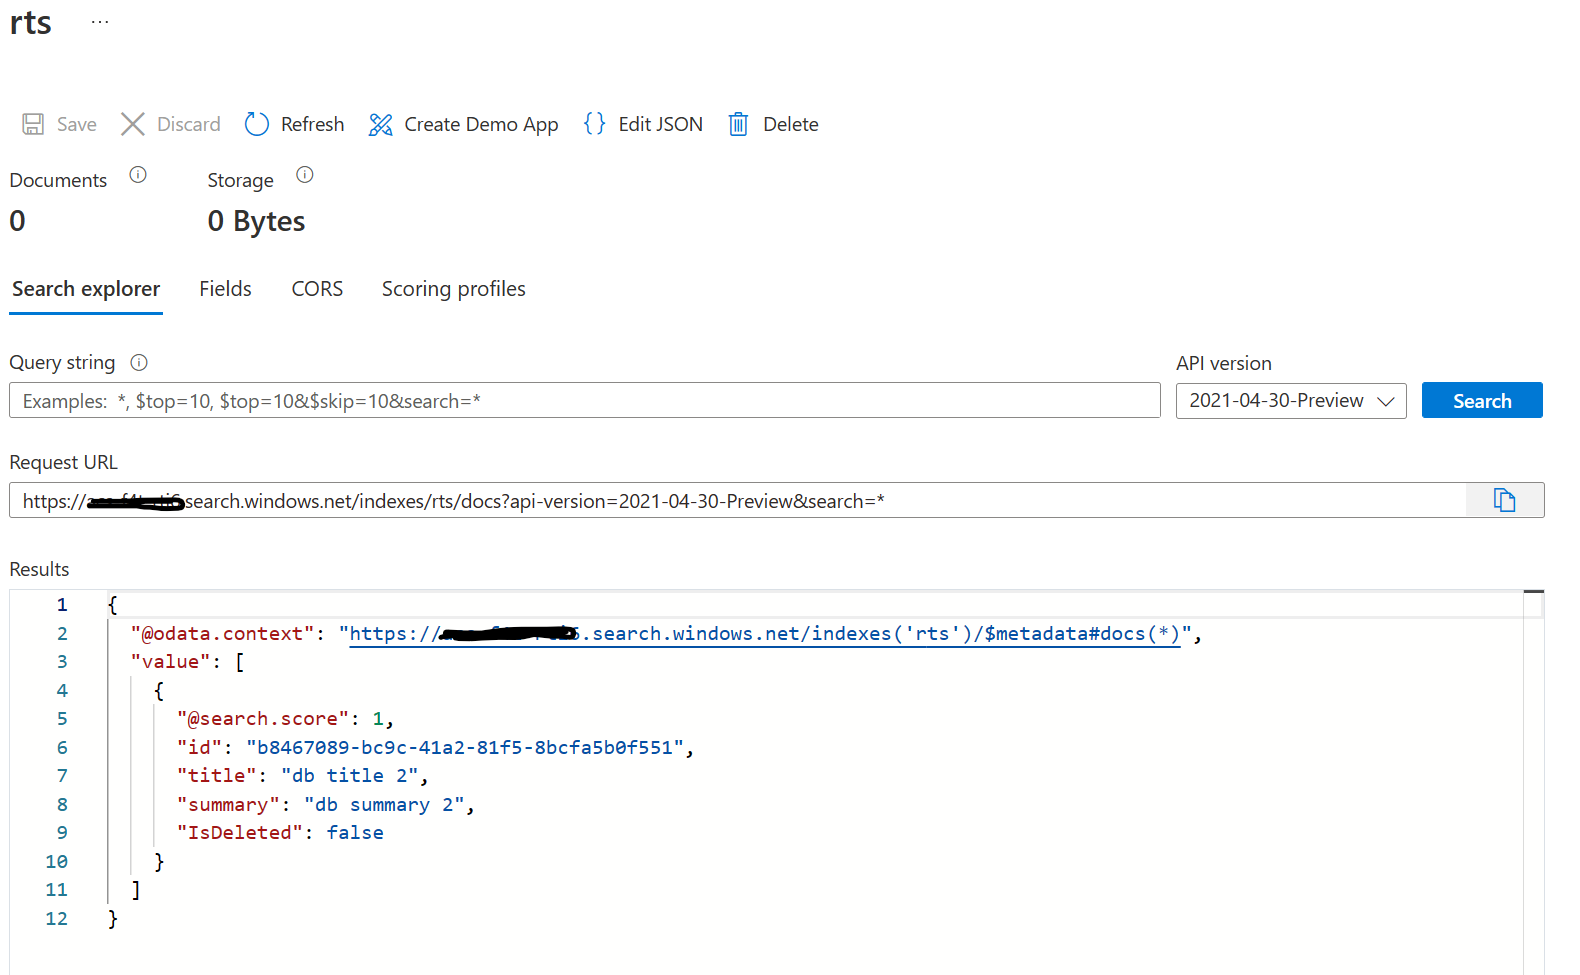 rts ...
Save Discard Refresh Create Demo App {} Edit JSON Delete
Documents Storage
0 0 Bytes
Search explorer Fields CORS Scoring profiles
Query string API version
Examples: *, $top=10, $top=10&$skip=10&search=* 2021-04-30-Preview Search
Request URL
https:// search.windows.net/indexes/rts/docs?api-version=2021-04-30-Preview&search=*
Results
1 {
2 "@odata.context": "https:// .search.windows.net/indexes('rts')/$metadata#docs(*)",
3 "value": [
4 {
5 "@search.score": 1,
6 "id": "b8467089-bc9c-41a2-81f5-8bcfa5b0f551",
7 "title": "db title 2",
8 "summary": "db summary 2",
9 "IsDeleted": false
10 }
11 ]
12 }